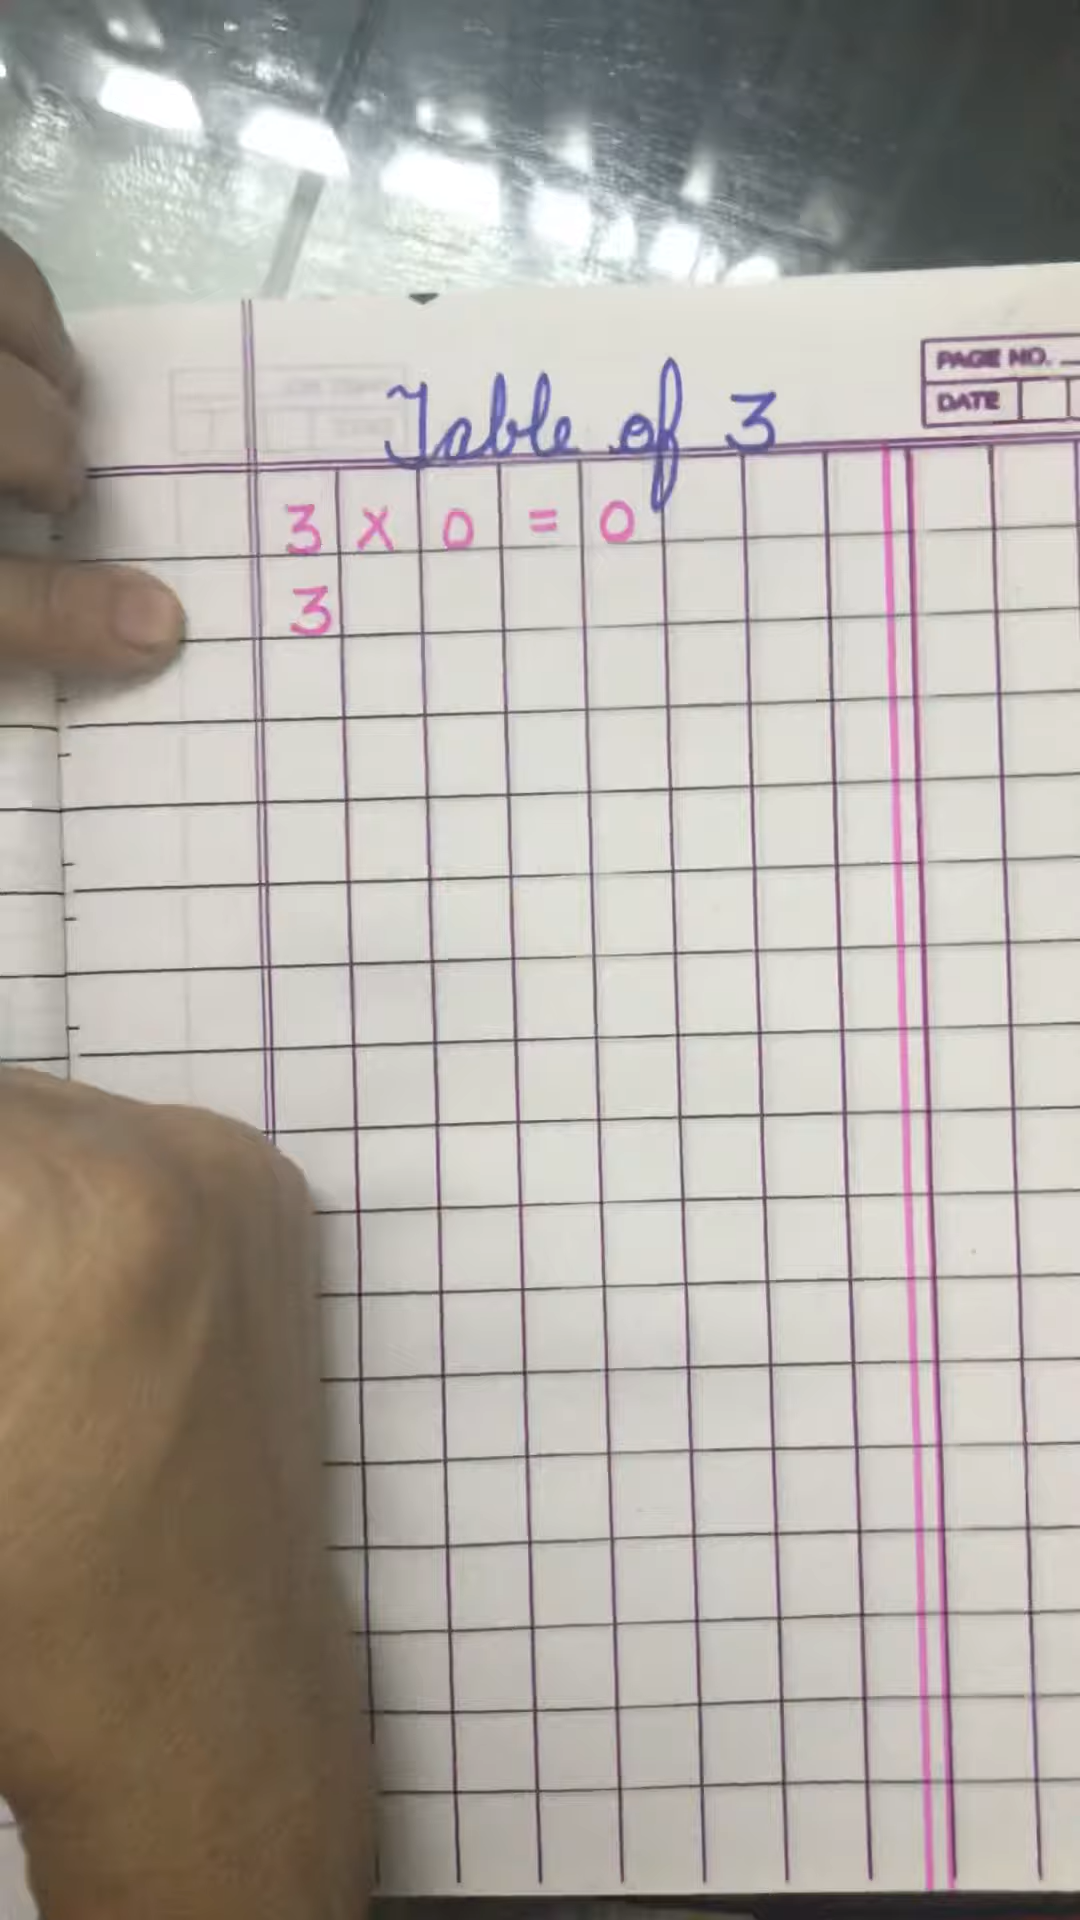 PAGE NO.
DATE
Table of 3
3 x 0 = 0
3